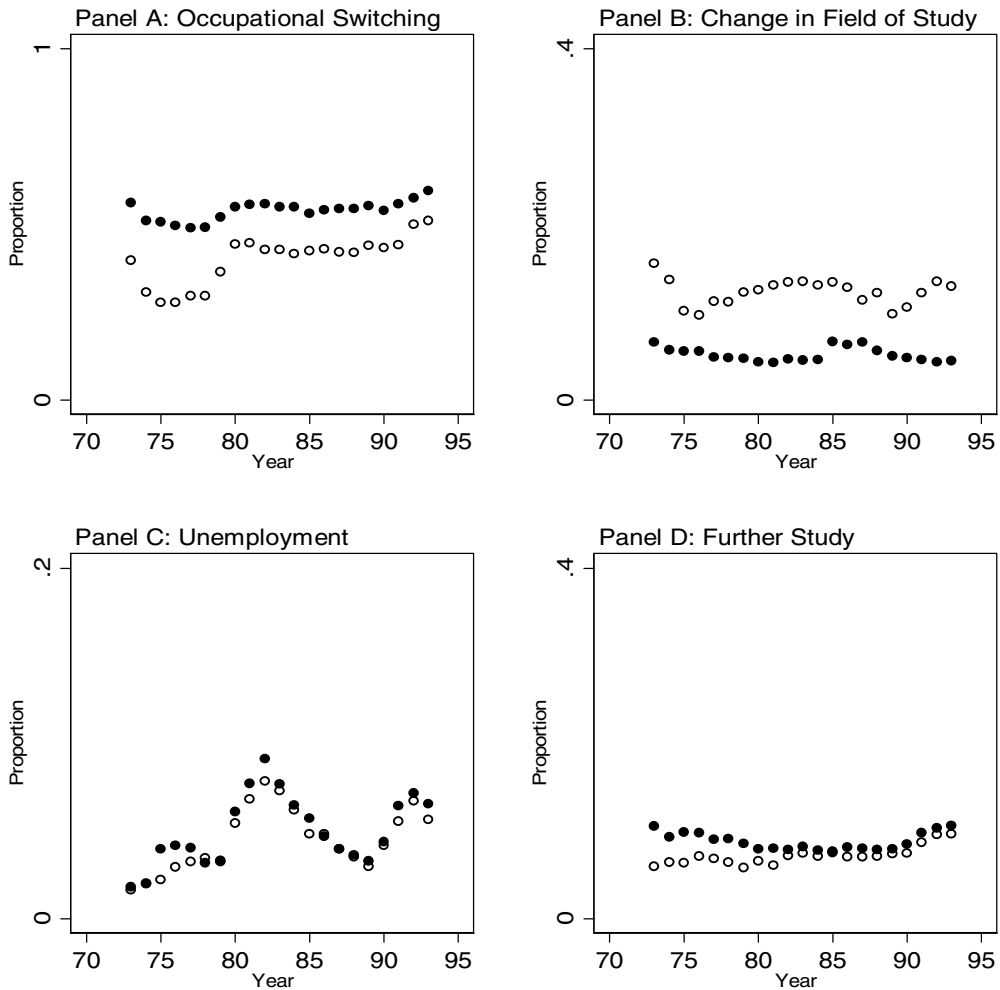 Panel A: Occupational Switching
1
Proportion
0
70 75 80 85 90 95
Year
Panel B: Change in Field of Study
.4
Proportion
0
70 75 80 85 90 95
Year
Panel C: Unemployment
.2
Proportion
0
70 75 80 85 90 95
Year
Panel D: Further Study
.4
Proportion
0
70 75 80 85 90 95
Year